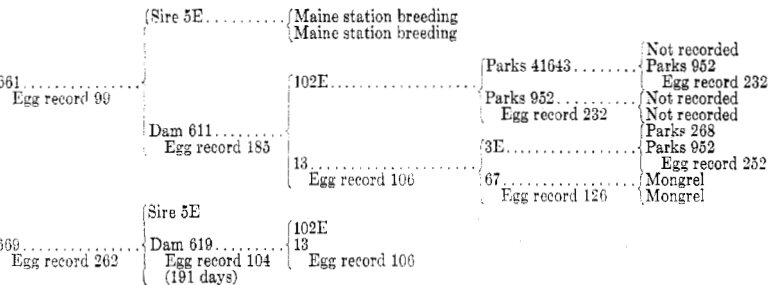 Sire 5E.......... Maine station breeding
Maine station breeding
661..................
Egg record 99
Dam 611..........
Egg record 185
102E..................
Parks 41643........ Not recorded
Parks 952
Egg record 232
Parks 952.......... Not recorded
Egg record 232 Not recorded
13..................
Egg record 106
3E.................. Parks 268
Parks 952
Egg record 252
67.................. Mongrel
Egg record 126 Mongrel
Sire 5E
669..................
Egg record 262
Dam 619.......... 102E
Egg record 104 13
(191 days) Egg record 106